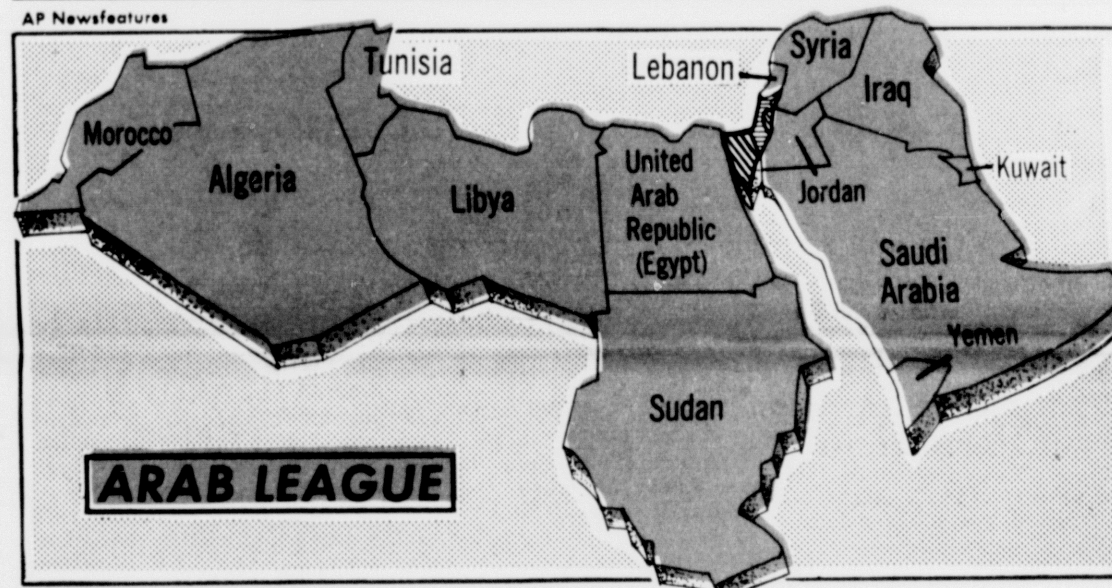 AP Newsfeatures
Tunisia
Morocco
Algeria
Libya
United
Arab
Republic
(Egypt)
Lebanon
Syria
Iraq
Kuwait
Jordan
Saudi
Arabia
Yemen
Sudan
ARAB LEAGUE